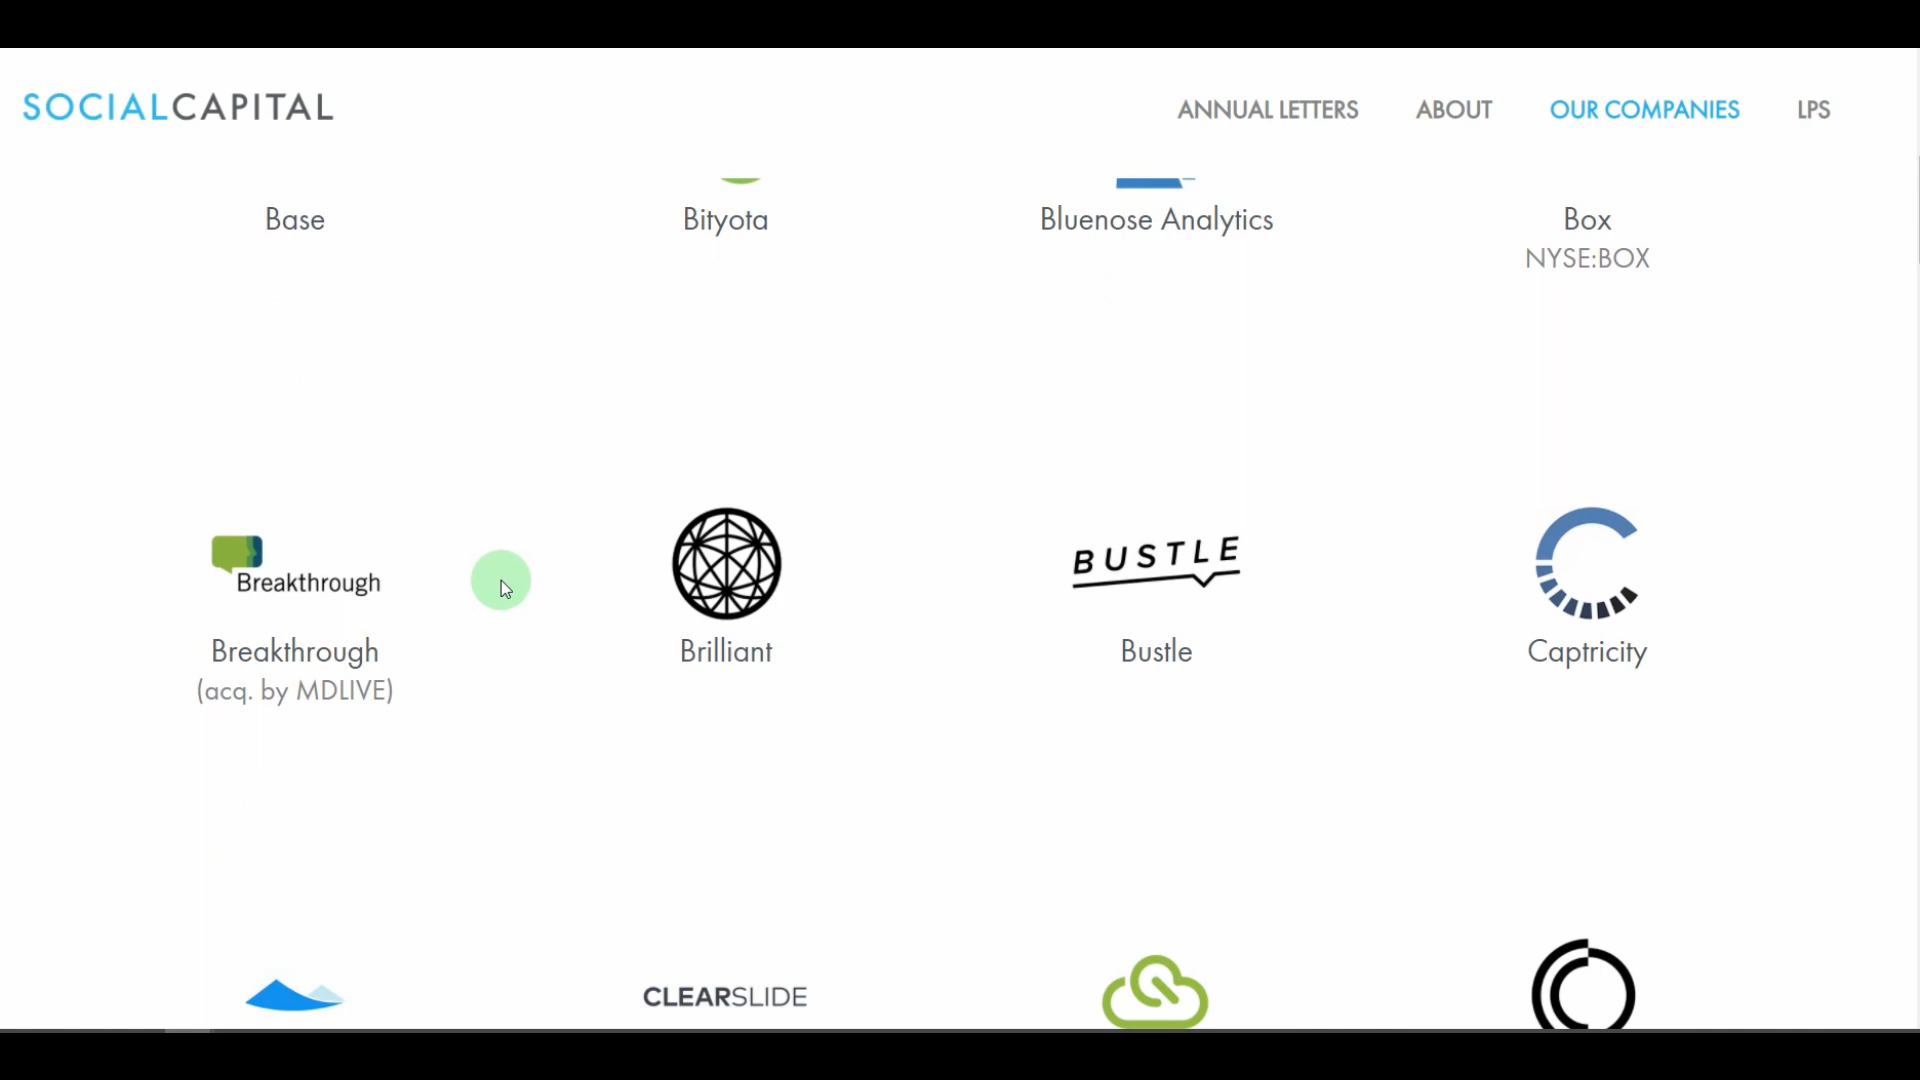 SOCIALCAPITAL
ANNUAL LETTERS ABOUT OUR COMPANIES LPS
Base Bityota Bluenose Analytics Box
NYSE:BOX
Breakthrough BUSTLE
Breakthrough Brilliant Bustle Captricity
(acq. by MDLIVE)
CLEARSLIDE